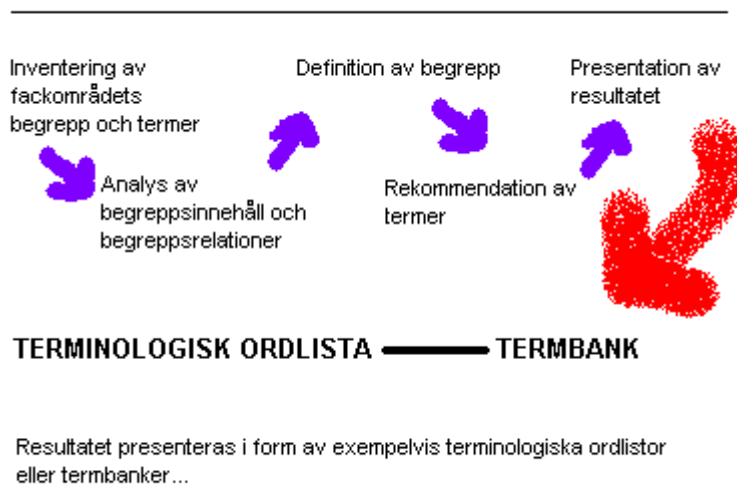 Inventering av
fackområdets
begrepp och termer
Analys av
begreppsinnehåll och
begreppsrelationer
Definition av begrepp
Rekommendation av
termer
Presentation av
resultatet
TERMINOLOGISK ORDLISTA TERMBANK
Resultatet presenteras i form av exempelvis terminologiska ordlistor
eller termbanker...